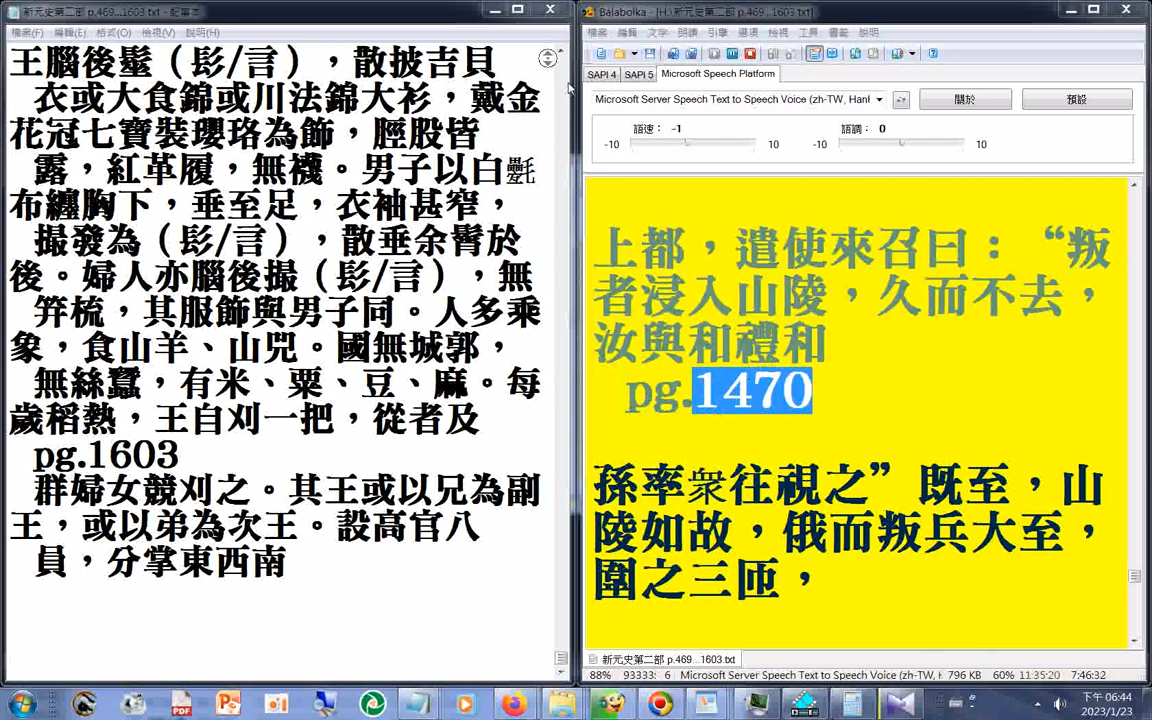 新元史第二部 p.469...1603 txt - 記事本
檔案(F) 編輯(E) 格式(O) 檢視(V) 說明(H)
王腦後髽（髟/言），散披吉貝
衣或大食錦或川法錦大衫，戴金
花冠七寶裝瓔珞為飾，脛股皆
露，紅革履，無襪。男子以白氎
布纏胸下，垂至足，衣袖甚窄，
撮發為（髟/言），散垂余臋於
後。婦人亦腦後撮（髟/言），無
笄梳，其服飾與男子同。人多乘
象，食山羊、山兕。國無城郭，
無絲蠶，有米、粟、豆、麻。每
歲稻熱，王自刈一把，從者及
pg.1603
群婦女競刈之。其王或以兄為副
王，或以弟為次王。設高官八
員，分掌東西南
Balabolka - [H:\新元史第二部 p.469...1603.txt]
檔案 編輯 檢視 文字 朗讀 引擎 選項 檢視 工具 書籤 說明
SAPI 4 SAPI 5 Microsoft Speech Platform
Microsoft Server Speech Text to Speech Voice (zh-TW, Hanl
關於 預設
語速： -1 語調： 0
-10 10 -10 10
上都，遣使來召曰：“叛
者浸入山陵，久而不去，
汝與和禮和
pg.1470
孫率衆往視之”既至，山
陵如故，俄而叛兵大至，
圍之三匝，
新元史第二部 p.469...1603.txt
88% 93333: 6 Microsoft Server Speech Text to Speech Voice (zh-TW, H 796 KB 60% 11:35:20 7:46:32
下午 06:44
2023/1/23